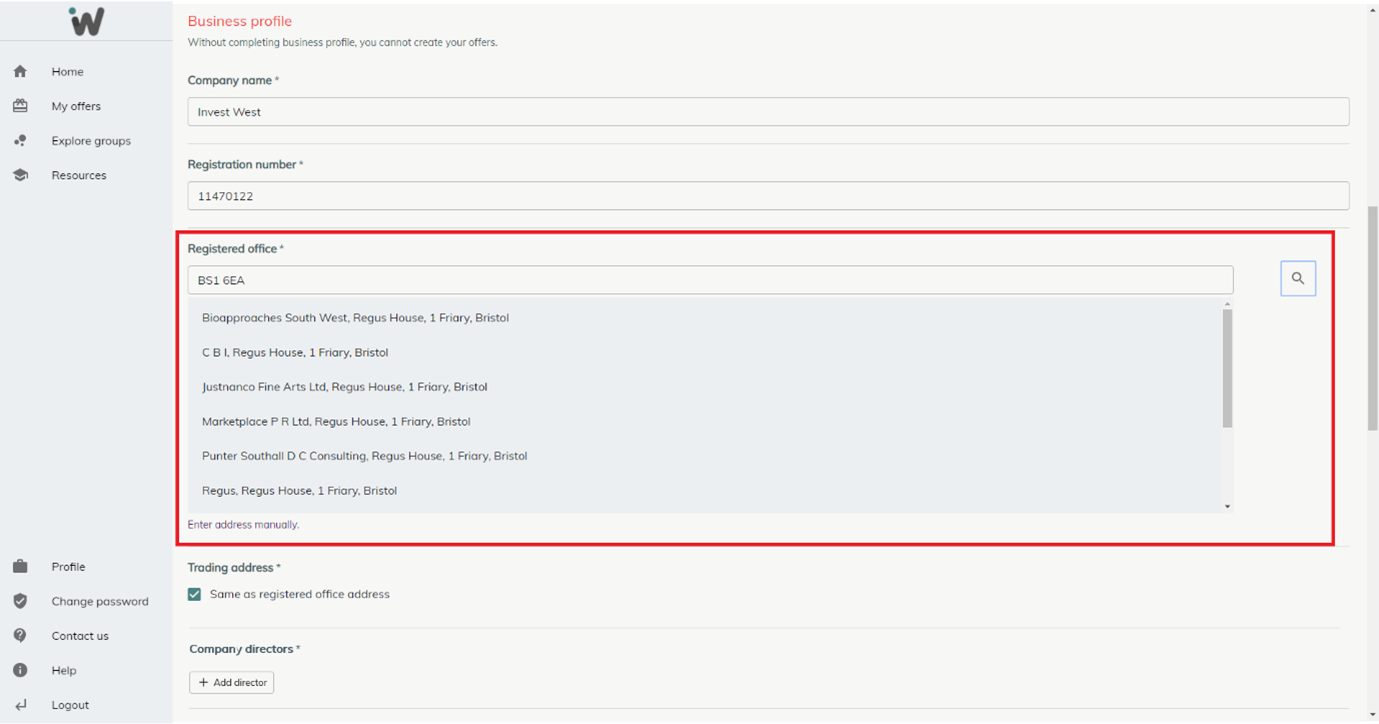 iW
Home
My offers
Explore groups
Resources
Profile
Change password
Contact us
Help
Logout
Business profile
Without completing business profile, you cannot create your offers.
Company name *
Invest West
Registration number *
11470122
Registered office *
BS1 6EA
Bioapproaches South West, Regus House, 1 Friary, Bristol
C B I, Regus House, 1 Friary, Bristol
Justnanco Fine Arts Ltd, Regus House, 1 Friary, Bristol
Marketplace P R Ltd, Regus House, 1 Friary, Bristol
Punter Southall D C Consulting, Regus House, 1 Friary, Bristol
Regus, Regus House, 1 Friary, Bristol
Enter address manually.
Trading address *
Same as registered office address
Company directors *
+ Add director